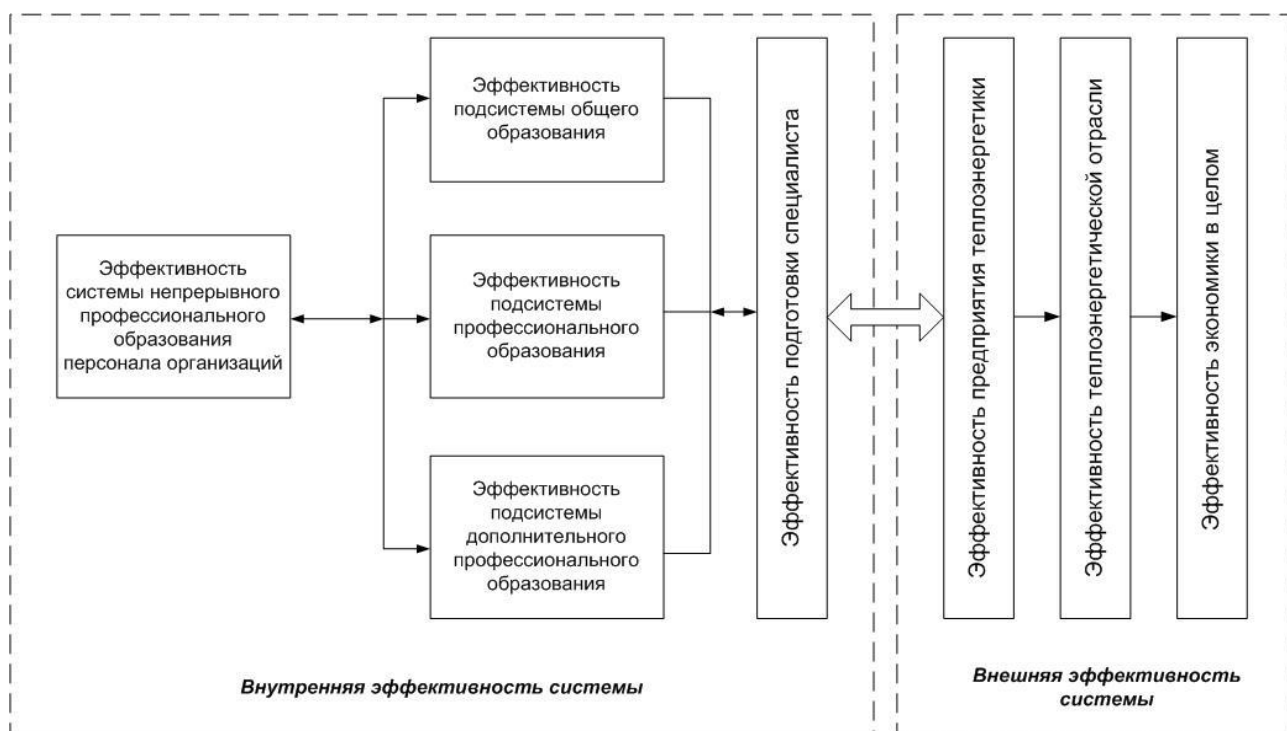 Эффективность
системы непрерывного
профессионального
образования
персонала организаций
Эффективность
подсистемы общего
образования
Эффективность
подсистемы
профессионального
образования
Эффективность
подсистемы
дополнительного
профессионального
образования
Эффективность подготовки специалиста
Внутренняя эффективность системы
Эффективность предприятия теплоэнергетики
Эффективность теплоэнергетической отрасли
Эффективность экономики в целом
Внешняя эффективность
системы